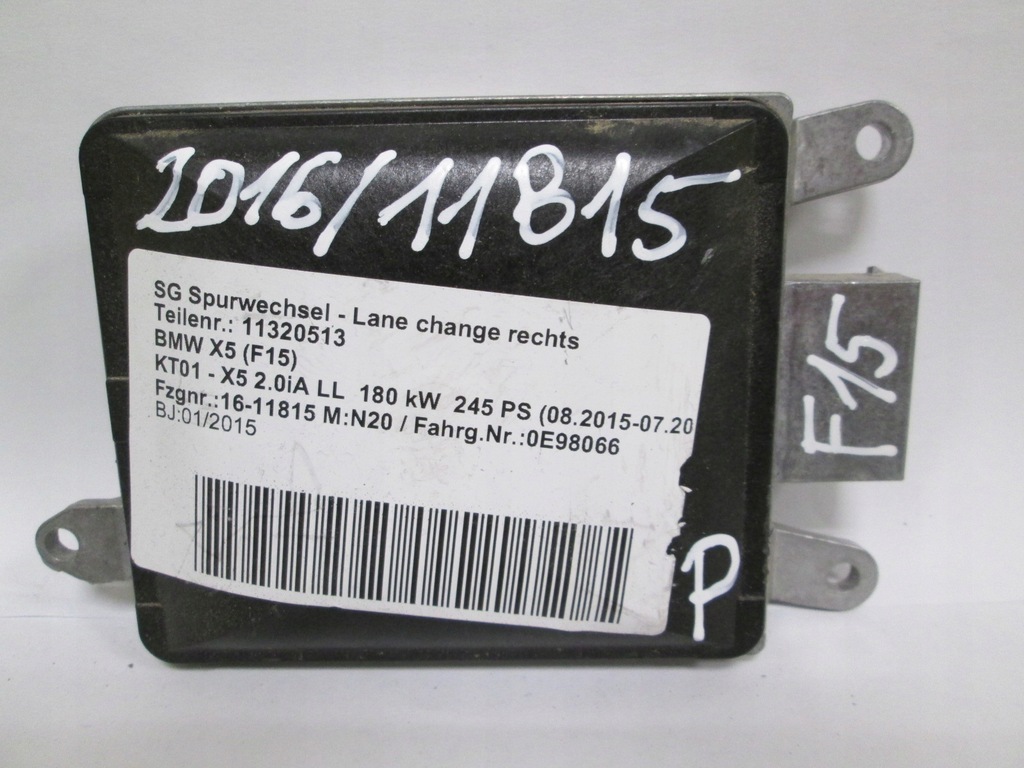 2016/11815
SG Spurwechsel - Lane change rechts
Teilenr.: 11320513
BMW X5 (F15)
KT01 - X5 2.0iA LL 180 kW 245 PS (08.2015-07.20
Fzgnr.:16-11815 M:N20 / Fahrg.Nr.:0E98066
BJ:01/2015
F15
P